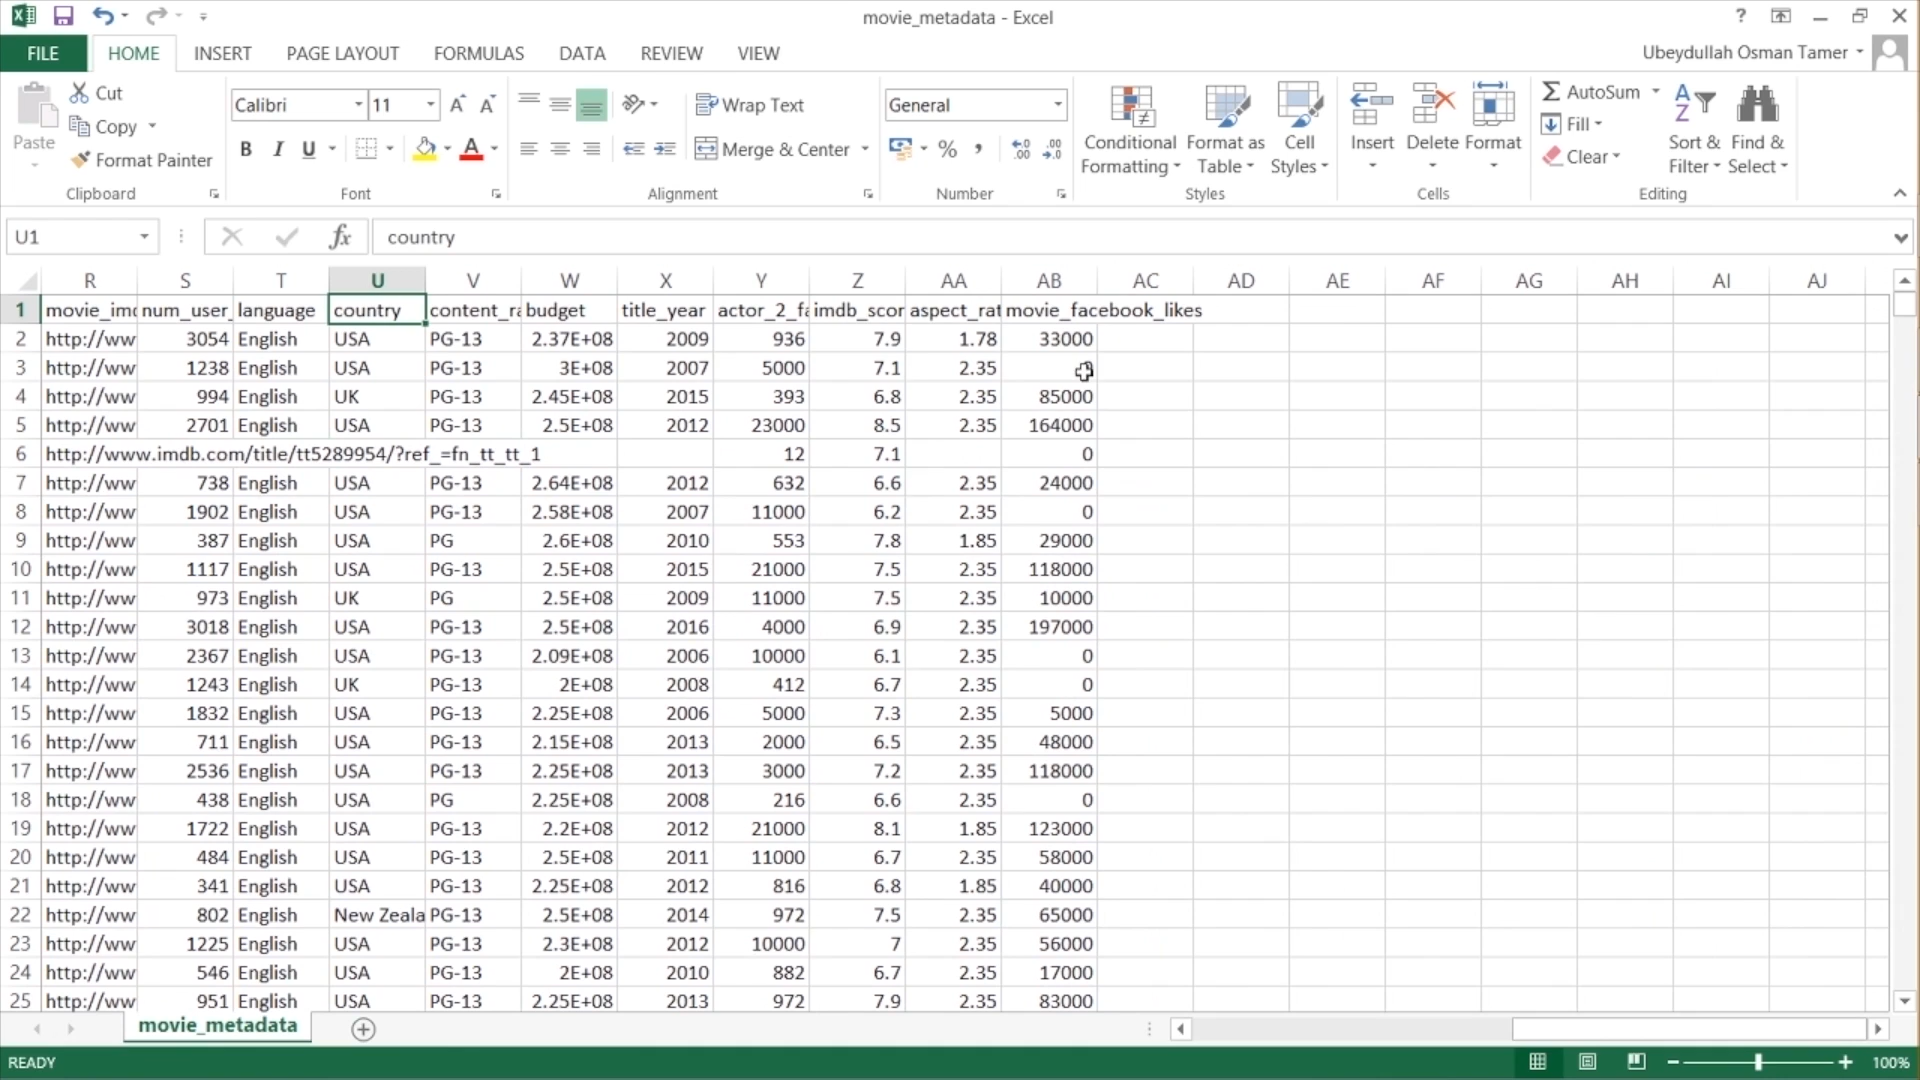 movie_metadata - Excel
?
FILE HOME INSERT PAGE LAYOUT FORMULAS DATA REVIEW VIEW
Ubeydullah Osman Tamer
Paste
Cut
Copy
Format Painter
Clipboard
Calibri 11 A A
B I U A
Font
Wrap Text
Merge & Center
Alignment
General
% , .00 .00
Number
Conditional Formatting
Format as Table
Cell Styles
Styles
Insert Delete Format
Cells
AutoSum
Fill
Clear
Sort & Filter
Find & Select
Editing
U1 fx country
R S T U V W X Y Z AA AB AC AD AE AF AG AH AI AJ
1 movie_im num_user_ language country content_ra budget title_year actor_2_fa imdb_scor aspect_rat movie_facebook_likes
2 http://ww 3054 English USA PG-13 2.37E+08 2009 936 7.9 1.78 33000
3 http://ww 1238 English USA PG-13 3E+08 2007 5000 7.1 2.35
4 http://ww 994 English UK PG-13 2.45E+08 2015 393 6.8 2.35 85000
5 http://ww 2701 English USA PG-13 2.5E+08 2012 23000 8.5 2.35 164000
6 http://www.imdb.com/title/tt5289954/?ref_=fn_tt_tt_1 12 7.1 0
7 http://ww 738 English USA PG-13 2.64E+08 2012 632 6.6 2.35 24000
8 http://ww 1902 English USA PG-13 2.58E+08 2007 11000 6.2 2.35 0
9 http://ww 387 English USA PG 2.6E+08 2010 553 7.8 1.85 29000
10 http://ww 1117 English USA PG-13 2.5E+08 2015 21000 7.5 2.35 118000
11 http://ww 973 English UK PG 2.5E+08 2009 11000 7.5 2.35 10000
12 http://ww 3018 English USA PG-13 2.5E+08 2016 4000 6.9 2.35 197000
13 http://ww 2367 English USA PG-13 2.09E+08 2006 10000 6.1 2.35 0
14 http://ww 1243 English UK PG-13 2E+08 2008 412 6.7 2.35 0
15 http://ww 1832 English USA PG-13 2.25E+08 2006 5000 7.3 2.35 5000
16 http://ww 711 English USA PG-13 2.15E+08 2013 2000 6.5 2.35 48000
17 http://ww 2536 English USA PG-13 2.25E+08 2013 3000 7.2 2.35 118000
18 http://ww 438 English USA PG 2.25E+08 2008 216 6.6 2.35 0
19 http://ww 1722 English USA PG-13 2.2E+08 2012 21000 8.1 1.85 123000
20 http://ww 484 English USA PG-13 2.5E+08 2011 11000 6.7 2.35 58000
21 http://ww 341 English USA PG-13 2.25E+08 2012 816 6.8 1.85 40000
22 http://ww 802 English New Zeala PG-13 2.5E+08 2014 972 7.5 2.35 65000
23 http://ww 1225 English USA PG-13 2.3E+08 2012 10000 7 2.35 56000
24 http://ww 546 English USA PG-13 2E+08 2010 882 6.7 2.35 17000
25 http://ww 951 English USA PG-13 2.25E+08 2013 972 7.9 2.35 83000
movie_metadata
READY 100%